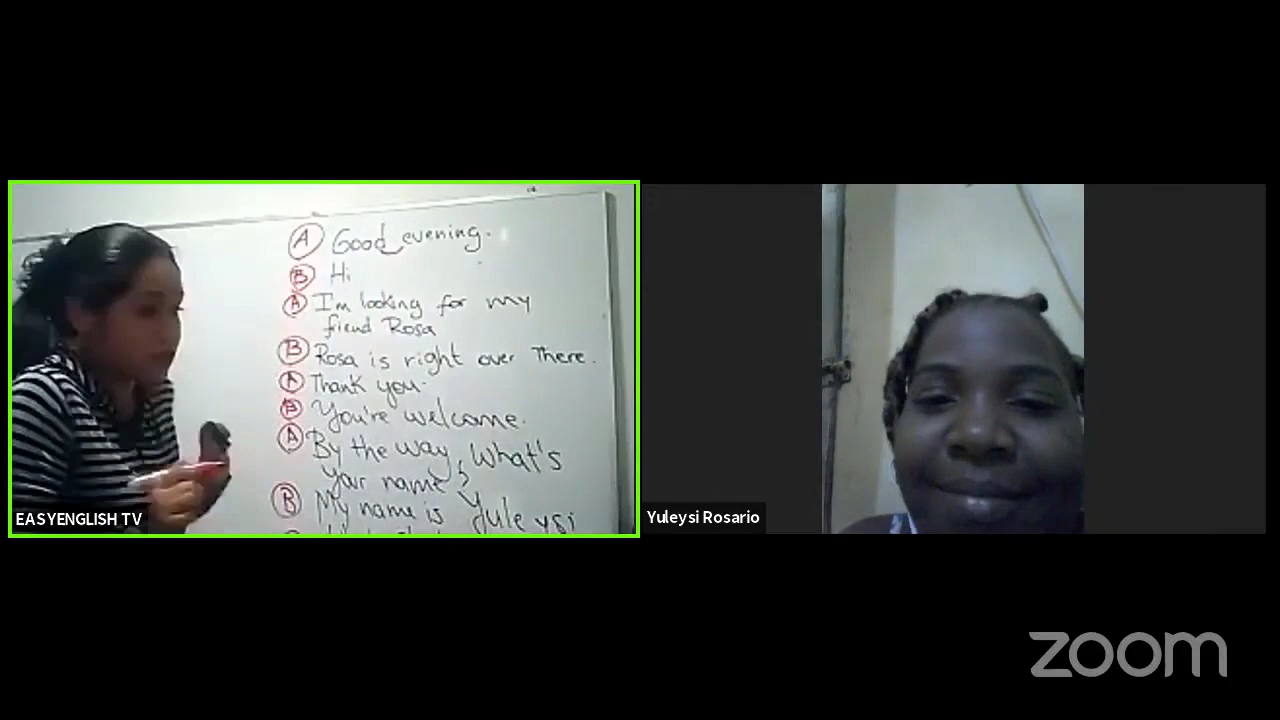 A Good evening.
B Hi
A I'm looking for my
fiend Rosa
B Rosa is right over There.
A Thank you.
B You're welcome.
A By the way, What's
your name
B My name is Yuleysi
EASYENGLISH TV
Yuleysi Rosario
zoom